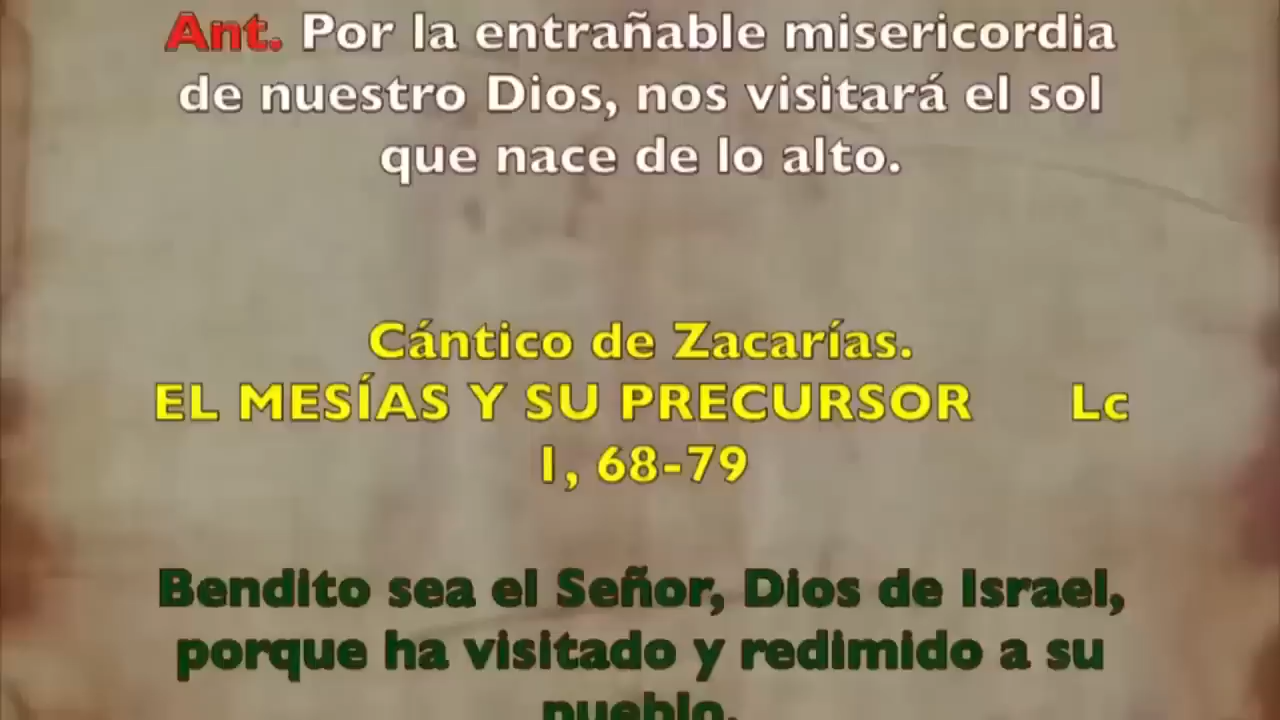 Ant. Por la entrañable misericordia
de nuestro Dios, nos visitará el sol
que nace de lo alto.
Cántico de Zacarías.
EL MESÍAS Y SU PRECURSOR Lc
1, 68-79
Bendito sea el Señor, Dios de Israel,
porque ha visitado y redimido a su
pueblo.